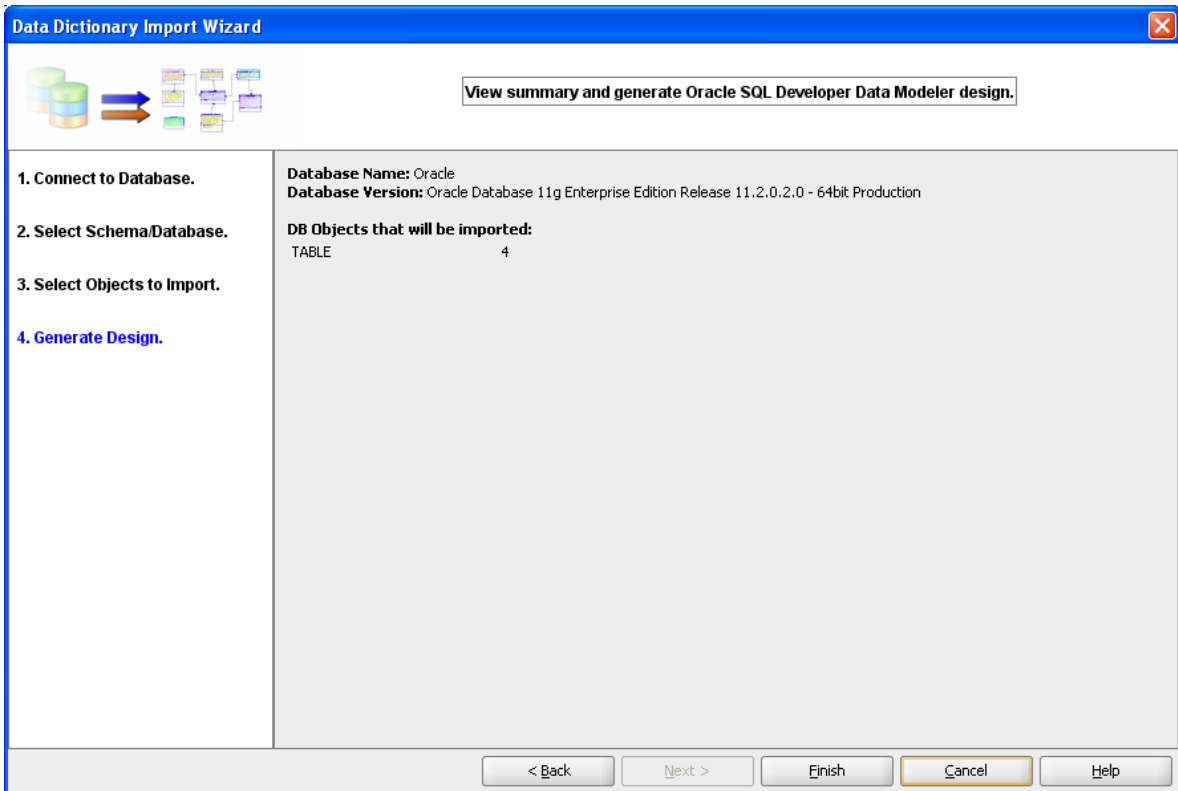 Data Dictionary Import Wizard
View summary and generate Oracle SQL Developer Data Modeler design.
1. Connect to Database.
2. Select Schema/Database.
3. Select Objects to Import.
4. Generate Design.
Database Name: Oracle
Database Version: Oracle Database 11g Enterprise Edition Release 11.2.0.2.0 - 64bit Production
DB Objects that will be imported:
TABLE 4
< Back
Next >
Finish
Cancel
Help